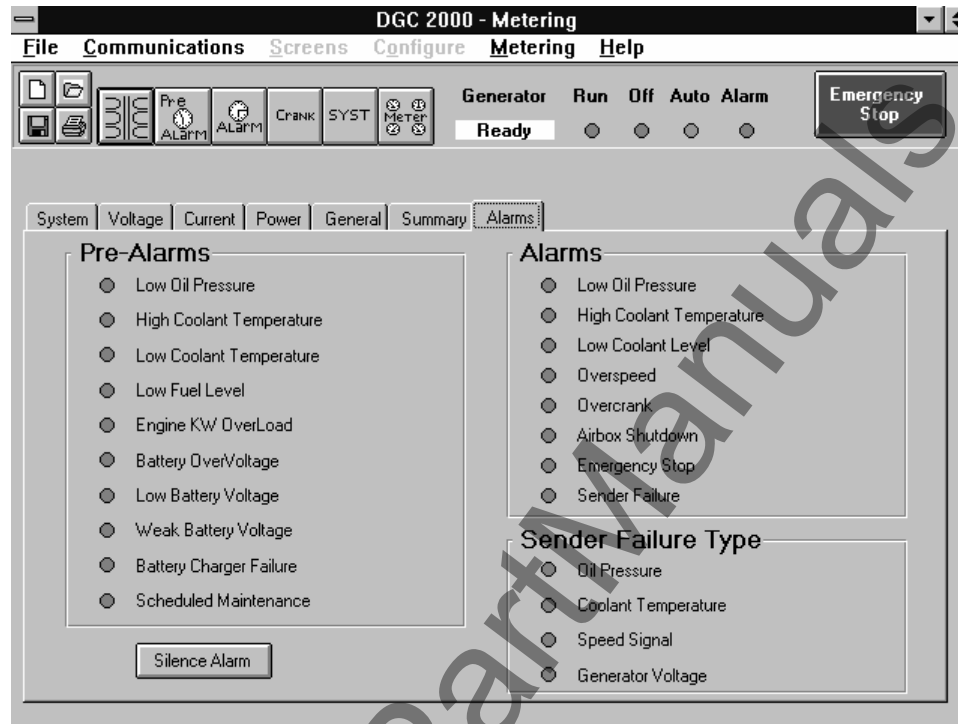 DGC 2000 - Metering
File Communications Screens Configure Metering Help
Pre ALarm
ALarm
Crank
SYST
Meter
Generator Run Off Auto Alarm
Ready
Emergency
Stop
System Voltage Current Power General Summary Alarms
Pre-Alarms
Low Oil Pressure
High Coolant Temperature
Low Coolant Temperature
Low Fuel Level
Engine KW OverLoad
Battery OverVoltage
Low Battery Voltage
Weak Battery Voltage
Battery Charger Failure
Scheduled Maintenance
Silence Alarm
Alarms
Low Oil Pressure
High Coolant Temperature
Low Coolant Level
Overspeed
Overcrank
Airbox Shutdown
Emergency Stop
Sender Failure
Sender Failure Type
Oil Pressure
Coolant Temperature
Speed Signal
Generator Voltage
PartManuals